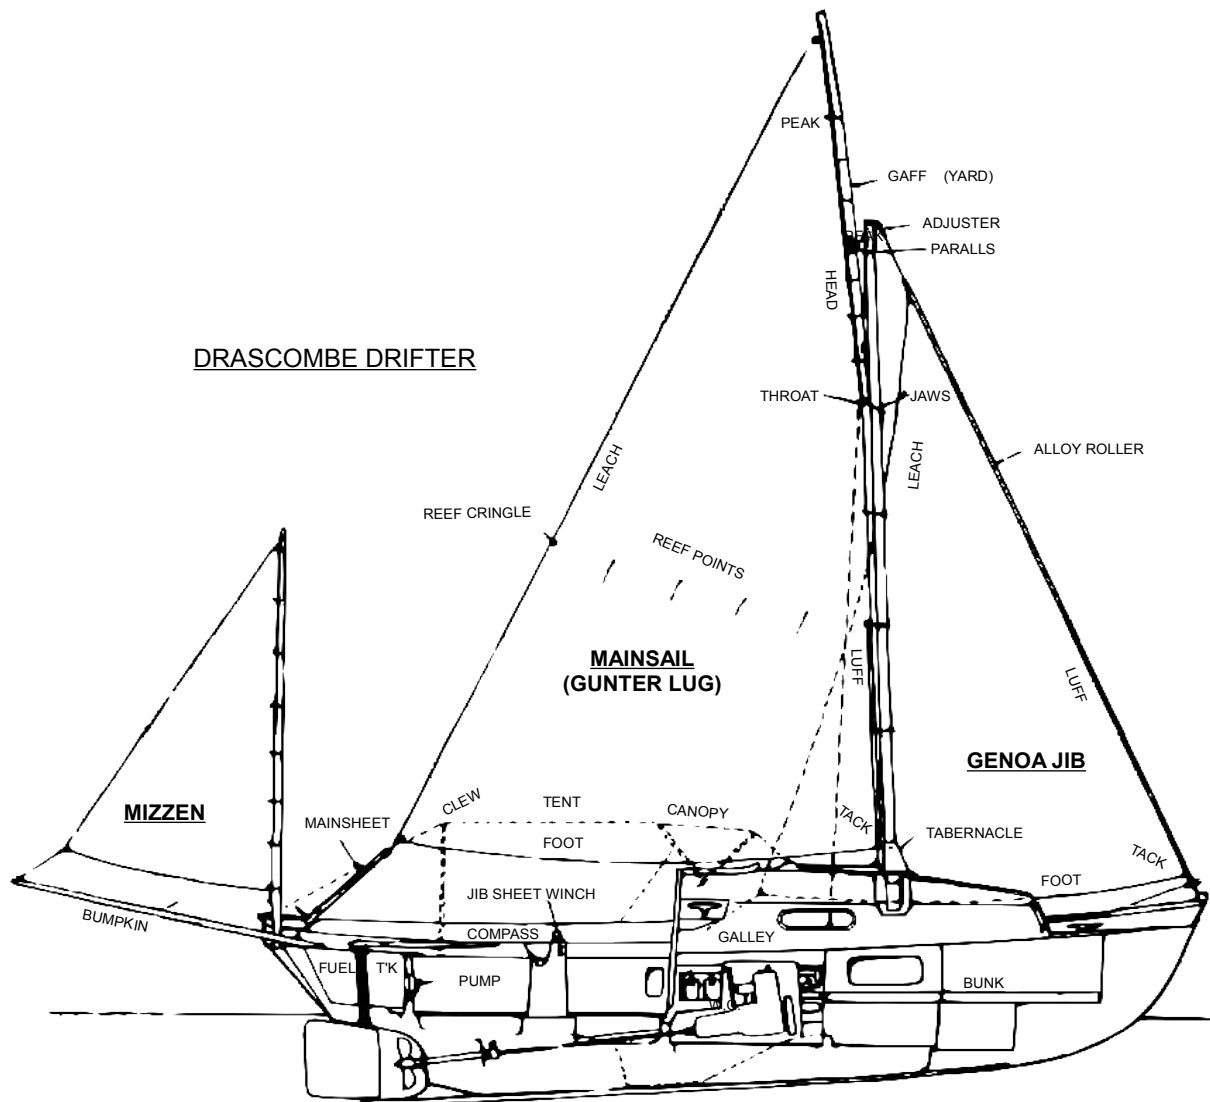 PEAK
GAFF (YARD)
ADJUSTER
PARALLS
HEAD
DRASCOMBE DRIFTER
THROAT
JAWS
LEACH
LEACH
ALLOY ROLLER
REEF CRINGLE
REEF POINTS
MAINSAIL
(GUNTER LUG)
LUFF
LUFF
GENOA JIB
MIZZEN
MAINSHEET
CLEW
TENT
CANOPY
TACK
TABERNACLE
FOOT
TACK
FOOT
BUMPKIN
JIB SHEET WINCH
COMPASS
GALLEY
FUEL T'K
PUMP
BUNK